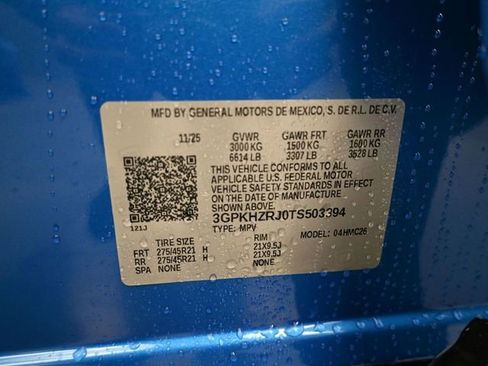 MFD BY GENERAL MOTORS DE MEXICO, S. DE R.L. DE C.V.
11/25 GVWR GAWR FRT GAWR RR
3000 KG 1500 KG 1600 KG
6614 LB 3307 LB 3528 LB
THIS VEHICLE CONFORMS TO ALL
APPLICABLE U.S. FEDERAL MOTOR
VEHICLE SAFETY STANDARDS IN EFFECT
ON THE DATE OF MANUFACTURE SHOWN
ABOVE.
3GPKHZRJ0TS503394
TYPE: MPV MODEL: 04HMC26
121J
TIRE SIZE RIM
FRT 275/45R21 H 21X9.5J
RR 275/45R21 H 21X9.5J
SPA NONE NONE